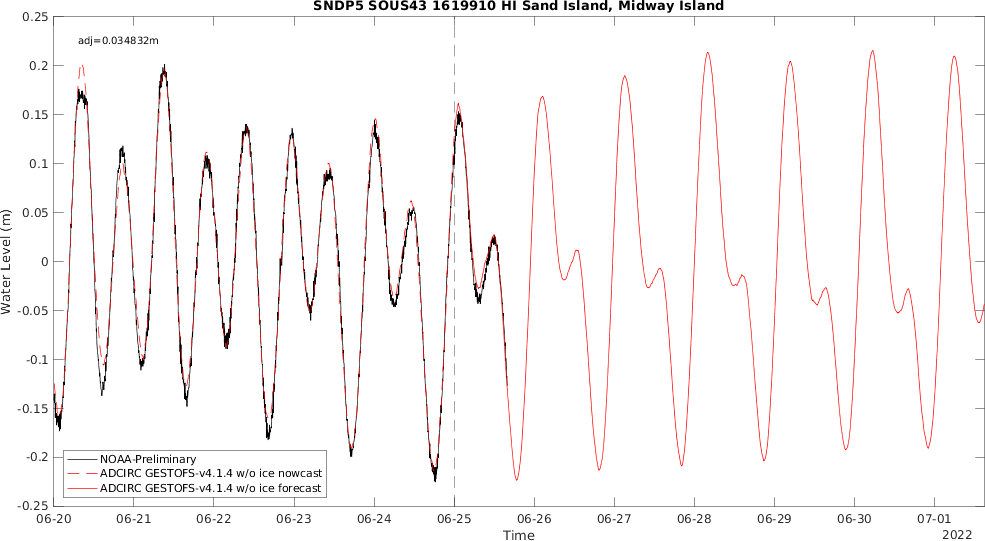 SNDP5 SOUS43 1619910 HI Sand Island, Midway Island
adj=0.034832m
0.25
0.2
0.15
0.1
0.05
0
-0.05
-0.1
-0.15
-0.2
-0.25
Water Level (m)
NOAA-Preliminary
ADCIRC GESTOFS-v4.1.4 w/o ice nowcast
ADCIRC GESTOFS-v4.1.4 w/o ice forecast
06-20 06-21 06-22 06-23 06-24 06-25 06-26 06-27 06-28 06-29 06-30 07-01
Time
2022